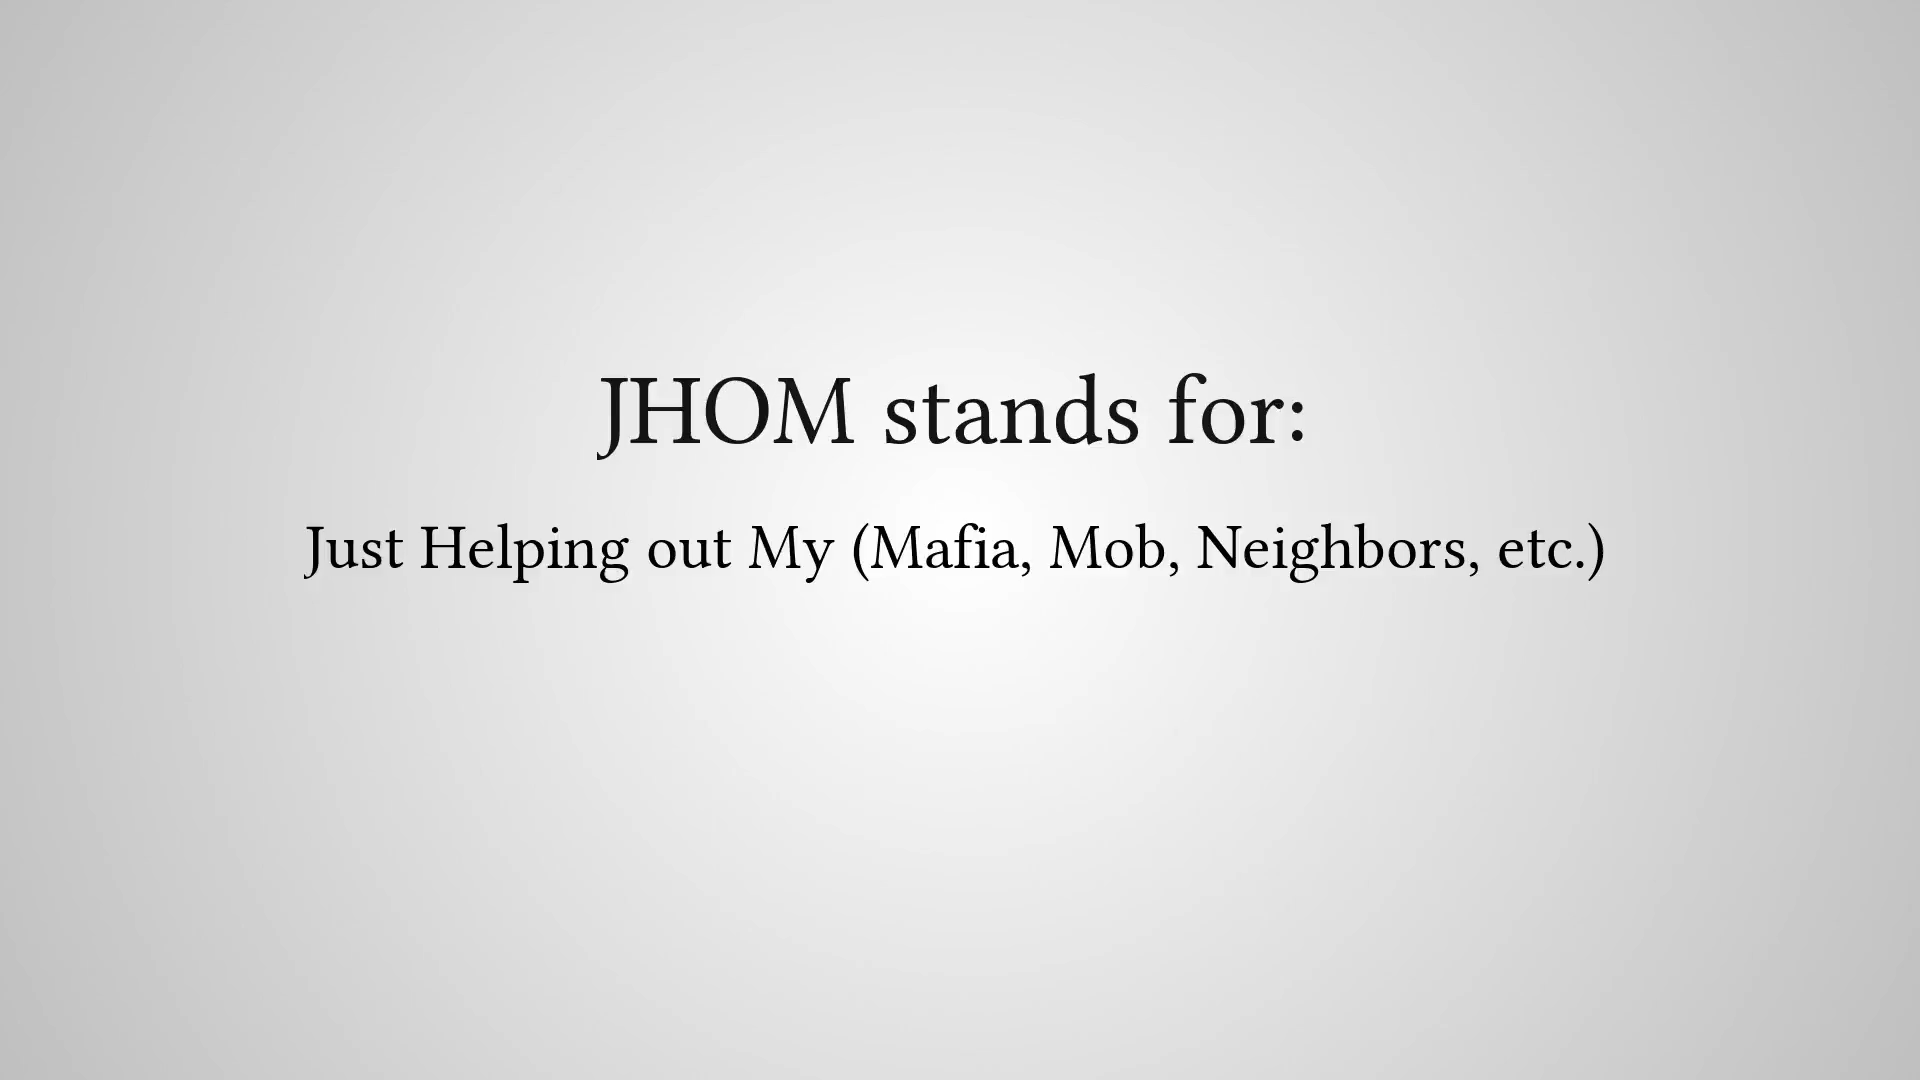 JHOM stands for:
Just Helping out My (Mafia, Mob, Neighbors, etc.)